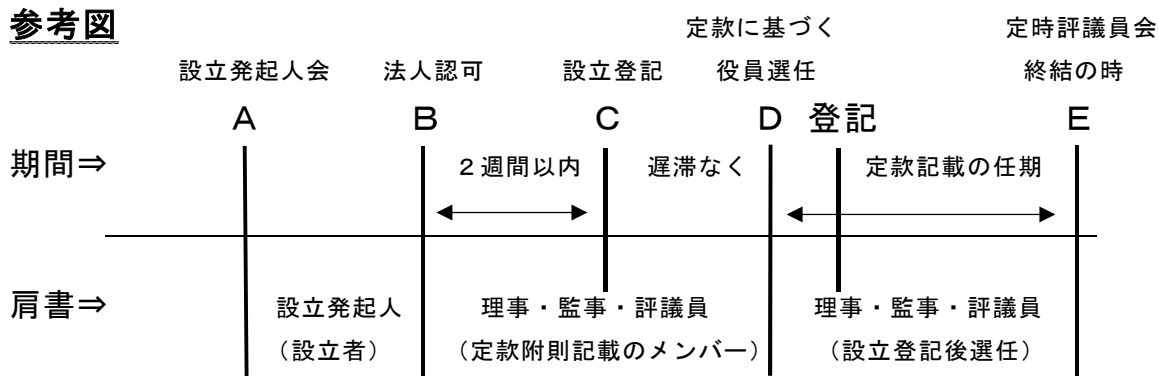 参考図
定款に基づく 定時評議員会
設立発起人会 法人認可 設立登記 役員選任 終結の時
A B C D 登記 E
期間⇒ 2週間以内 遅滞なく 定款記載の任期
肩書⇒ 設立発起人 理事・監事・評議員 理事・監事・評議員
(設立者) (定款附則記載のメンバー) (設立登記後選任)